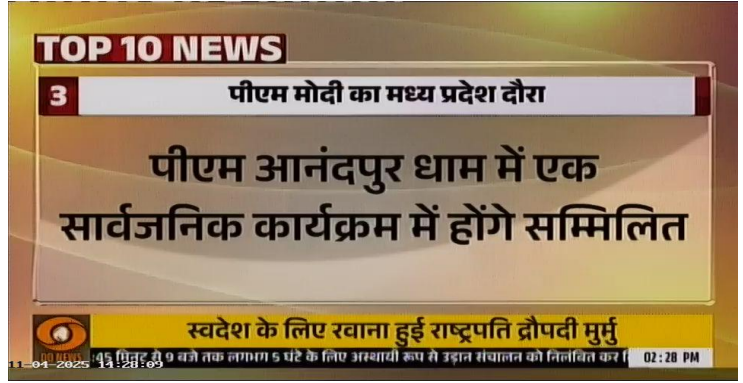 TOP 10 NEWS
3 पीएम मोदी का मध्य प्रदेश दौरा
पीएम आनंदपुर धाम में एक
सार्वजनिक कार्यक्रम में होंगे सम्मिलित
स्वदेश के लिए रवाना हुई राष्ट्रपति द्रौपदी मुर्मु
DD NEWS :45 मिनट से 9 बजे तक लगभग 5 घंटे के लिए अस्थायी रूप से उड़ान संचालन को निलंबित कर 02:28 PM
11-04-2025 14:28:09